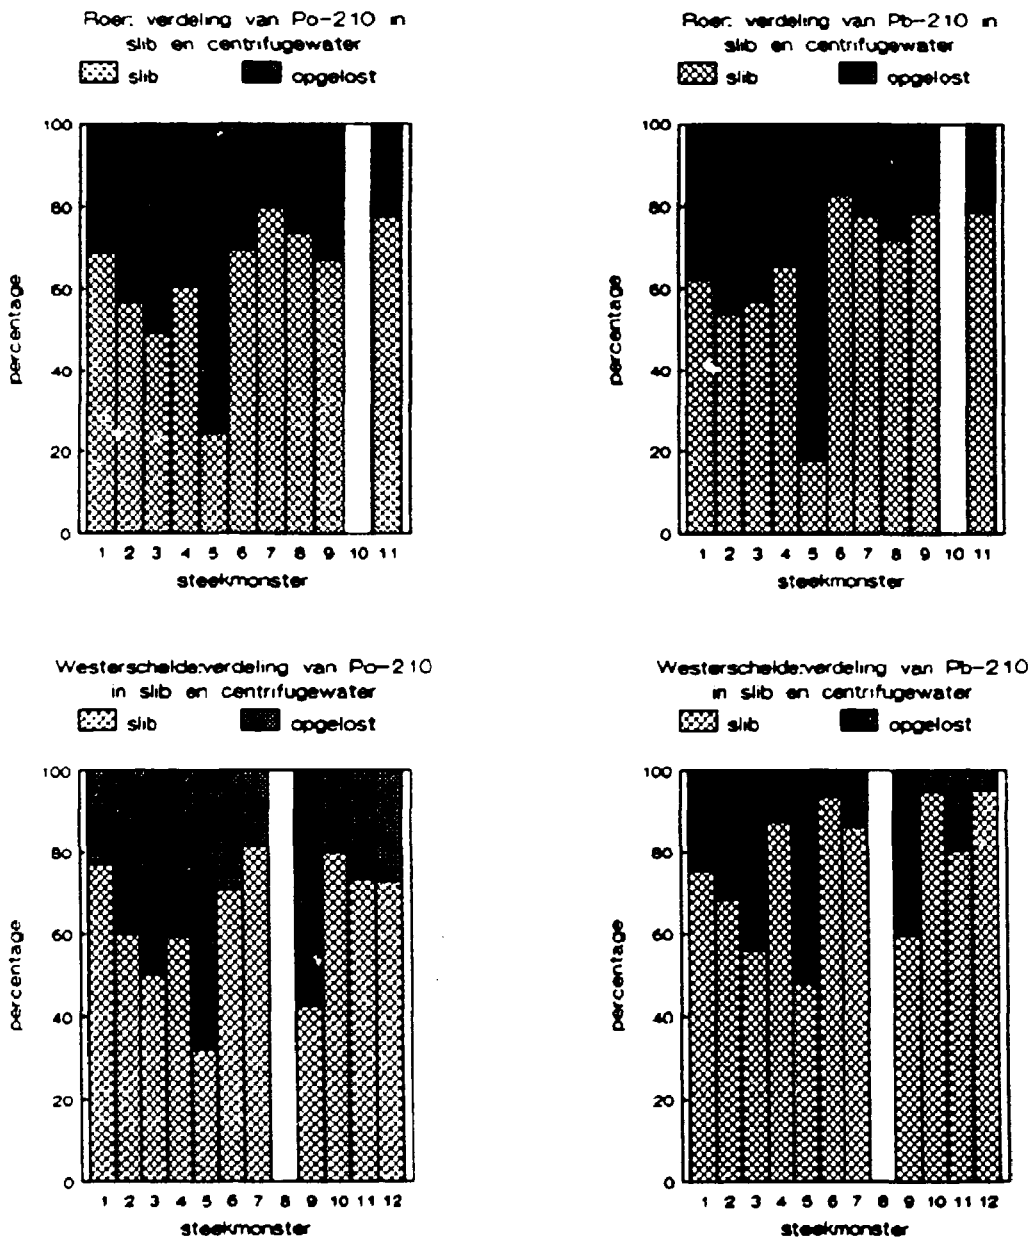 Roer: verdeling van Po-210 in
slib en centrifugewater
slib opgelost
100
80
60
40
20
0
percentage
1 2 3 4 5 6 7 8 9 10 11
steekmonster
Roer: verdeling van Pb-210 in
slib en centrifugewater
slib opgelost
100
80
60
40
20
0
percentage
1 2 3 4 5 6 7 8 9 10 11
steekmonster
Westerschelde:verdeling van Po-210
in slib en centrifugewater
slib opgelost
100
80
60
40
20
0
percentage
1 2 3 4 5 6 7 8 9 10 11 12
steekmonster
Westerschelde:verdeling van Pb-210
in slib en centrifugewater
slib opgelost
100
80
60
40
20
0
percentage
1 2 3 4 5 6 7 8 9 10 11 12
steekmonster